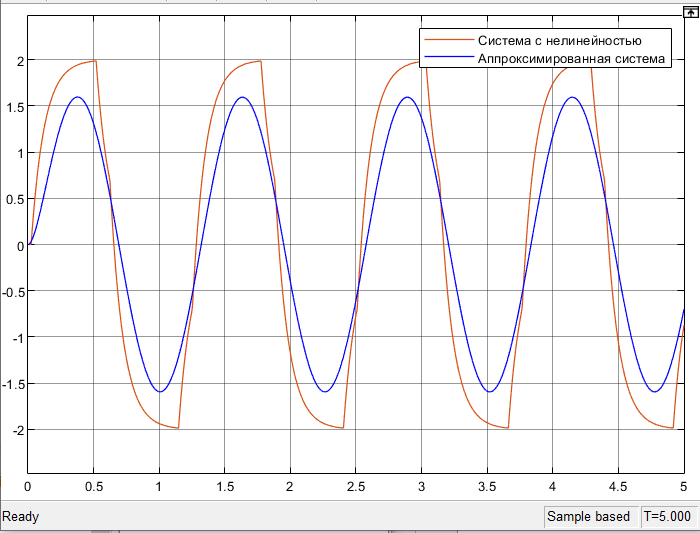 Система с нелинейностью
Аппроксимированная система
2
1.5
1
0.5
0
-0.5
-1
-1.5
-2
0 0.5 1 1.5 2 2.5 3 3.5 4 4.5 5
Ready Sample based T=5.000